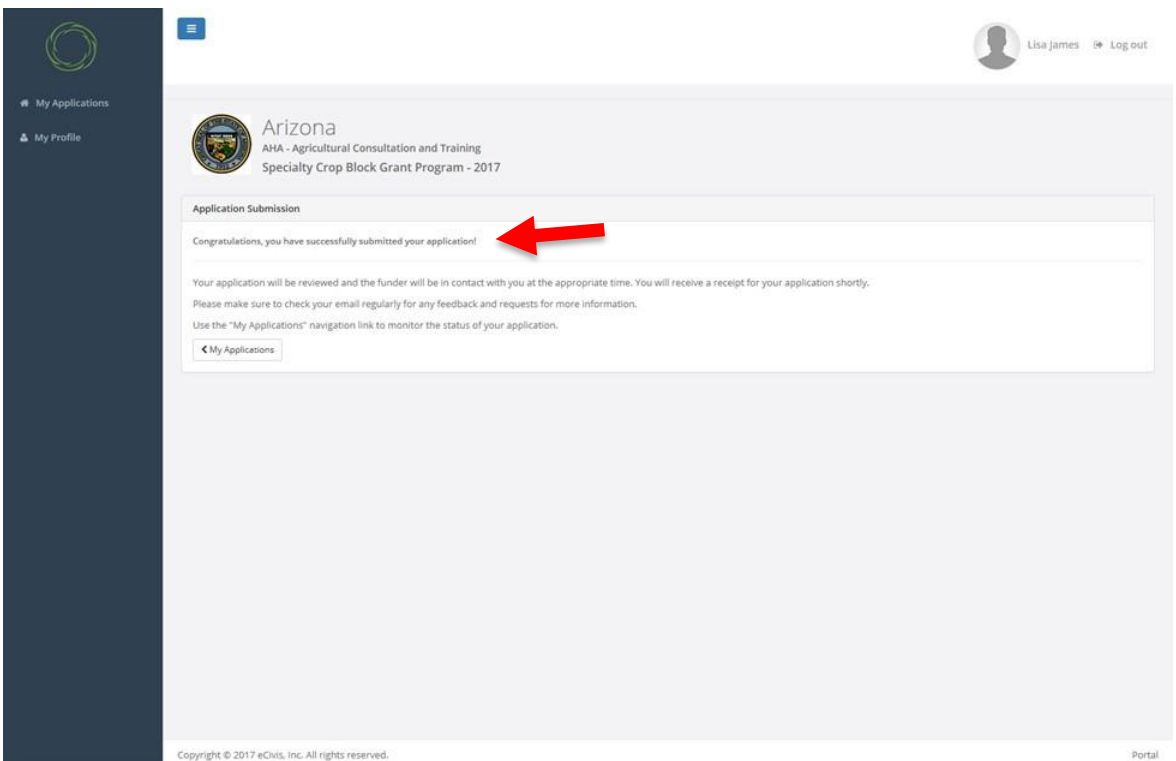 Lisa James Log out
My Applications
My Profile
Arizona
AHA - Agricultural Consultation and Training
Specialty Crop Block Grant Program - 2017
Application Submission
Congratulations, you have successfully submitted your application!
Your application will be reviewed and the funder will be in contact with you at the appropriate time. You will receive a receipt for your application shortly.
Please make sure to check your email regularly for any feedback and requests for more information.
Use the "My Applications" navigation link to monitor the status of your application.
My Applications
Copyright © 2017 eCivis, Inc. All rights reserved. Portal